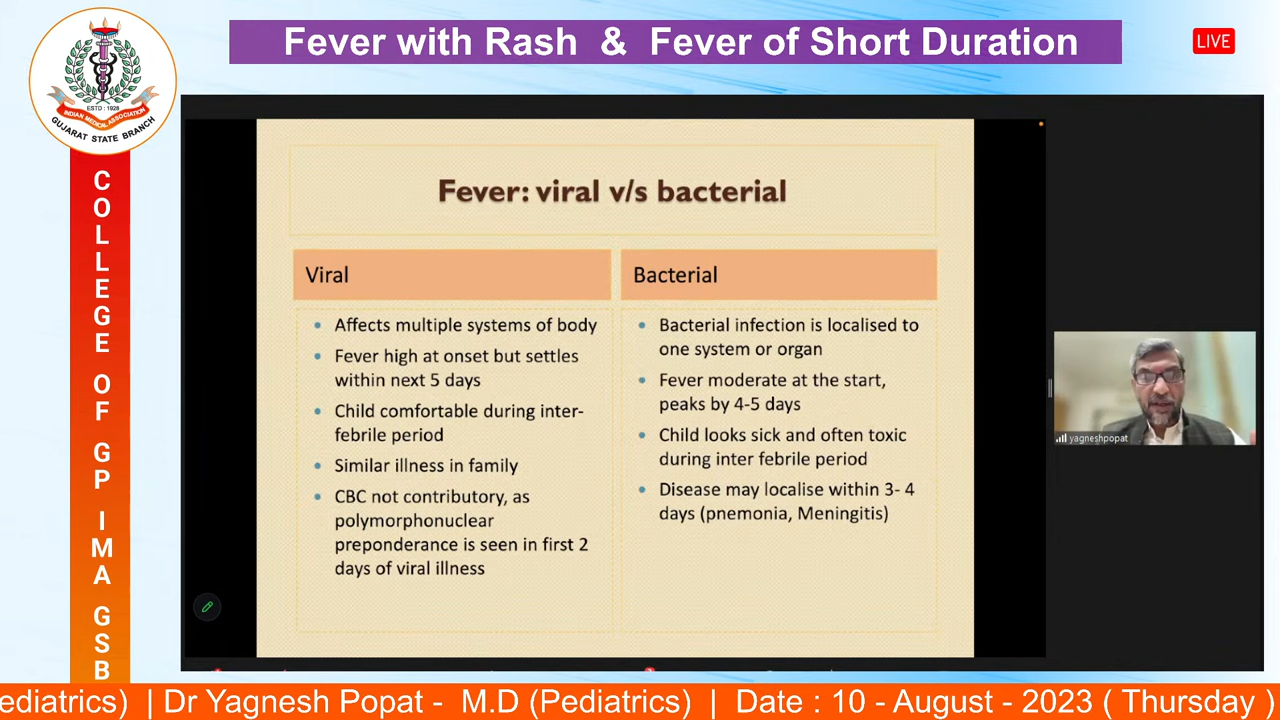 Fever with Rash & Fever of Short Duration
LIVE
ESTD : 1928
INDIAN MEDICAL ASSOCIATION
GUJARAT STATE BRANCH
COLLEGE OF GP IMA GSB
Fever: viral v/s bacterial
Viral
• Affects multiple systems of body
• Fever high at onset but settles
within next 5 days
• Child comfortable during inter-
febrile period
• Similar illness in family
• CBC not contributory, as
polymorphonuclear
preponderance is seen in first 2
days of viral illness
Bacterial
• Bacterial infection is localised to
one system or organ
• Fever moderate at the start,
peaks by 4-5 days
• Child looks sick and often toxic
during inter febrile period
• Disease may localise within 3- 4
days (pnemonia, Meningitis)
yagneshpopat
ediatrics) | Dr Yagnesh Popat - M.D (Pediatrics) | Date : 10 - August - 2023 ( Thursday )